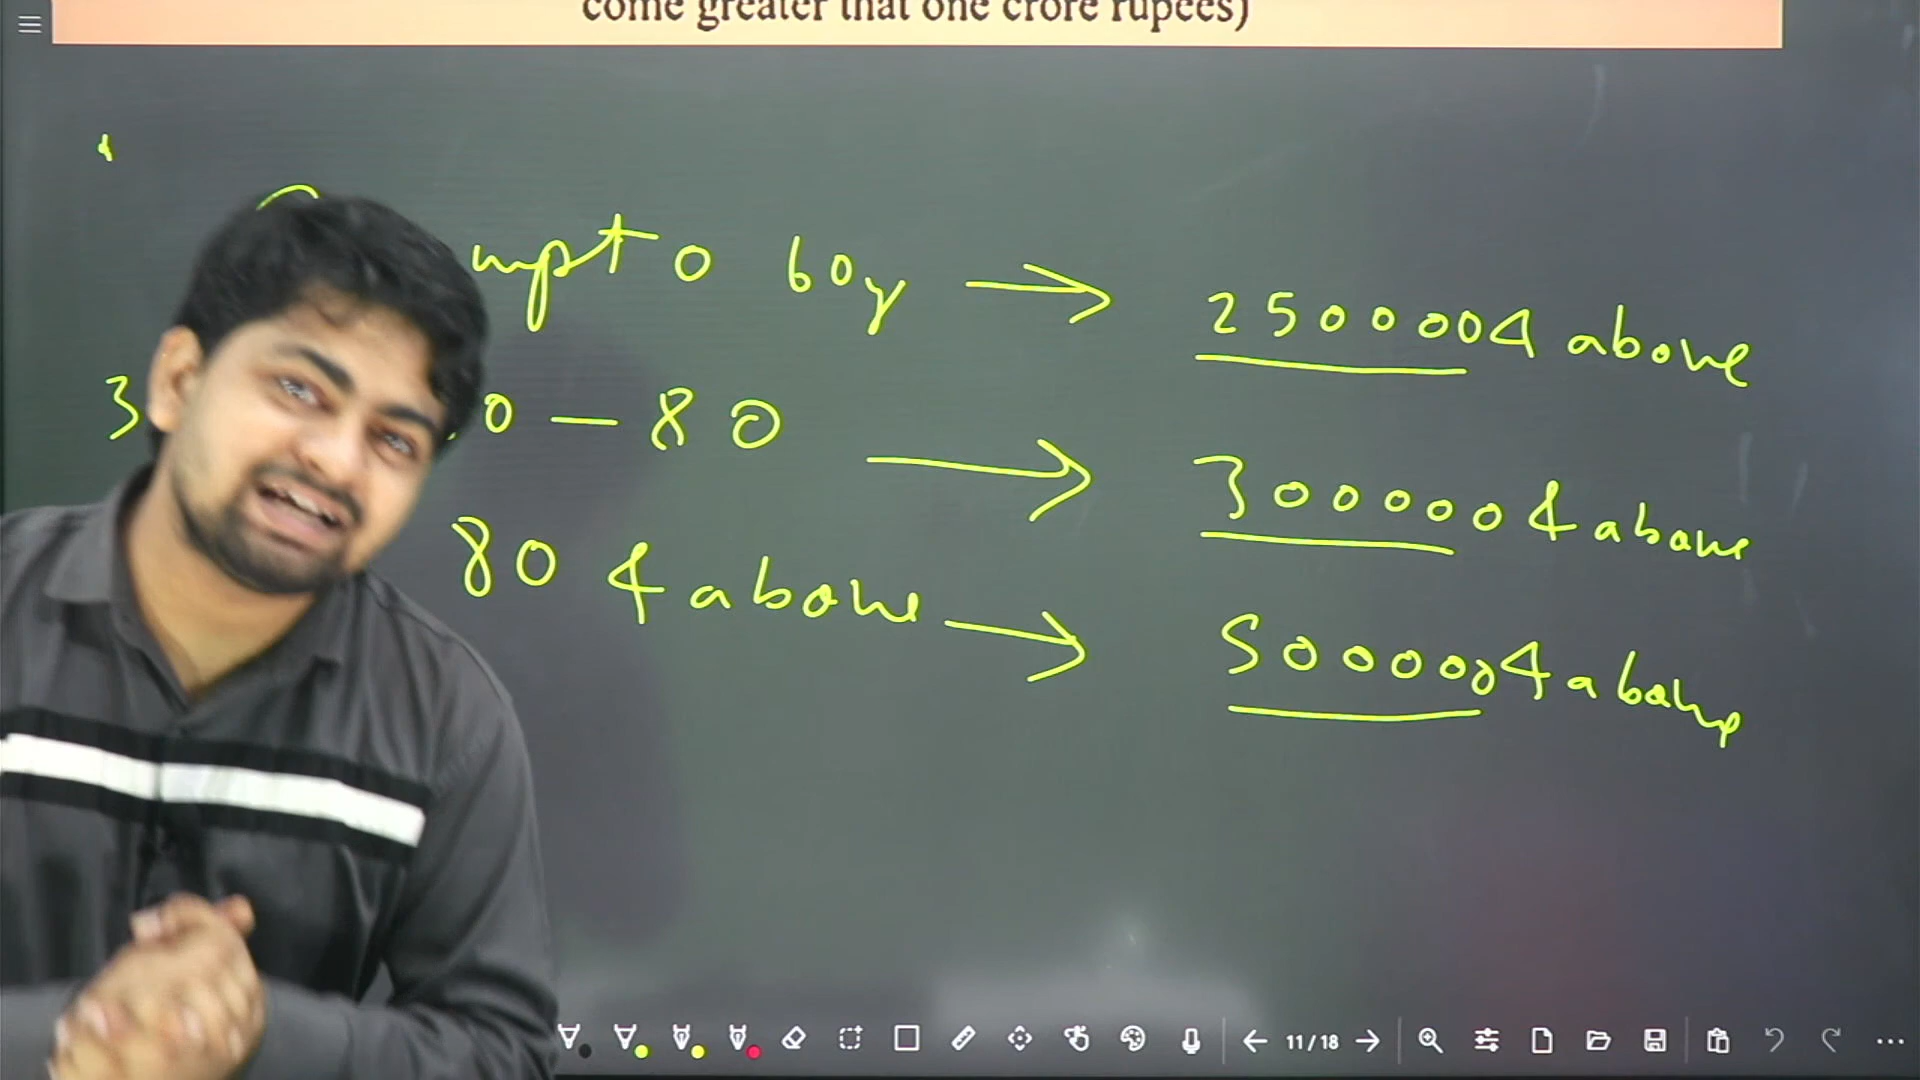 come greater that one crore rupees)
upto 60y → 250000 & above
3 0 — 80 → 300000 & above
80 & above → 500000 & above
11/18